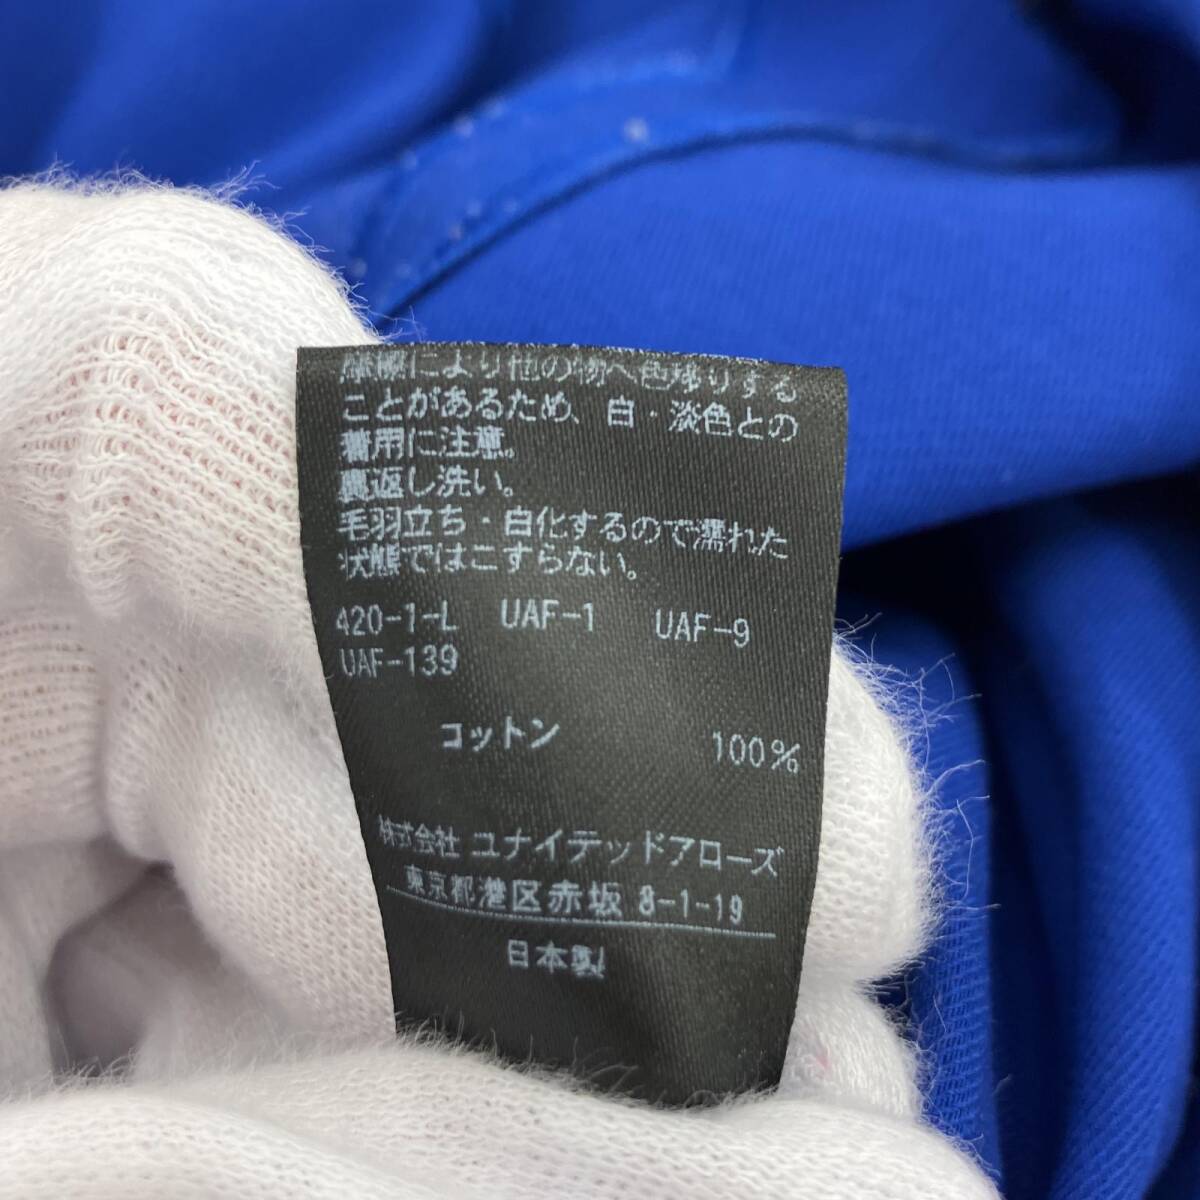 摩擦により他の物へ色移りする
ことがあるため、白・淡色との
着用に注意。
裏返し洗い。
毛羽立ち・白化するので濡れた
状態ではこすらない。
420-1-L UAF-1 UAF-9
UAF-139
コットン 100%
株式会社 ユナイテッドアローズ
東京都港区赤坂 8-1-19
日本製